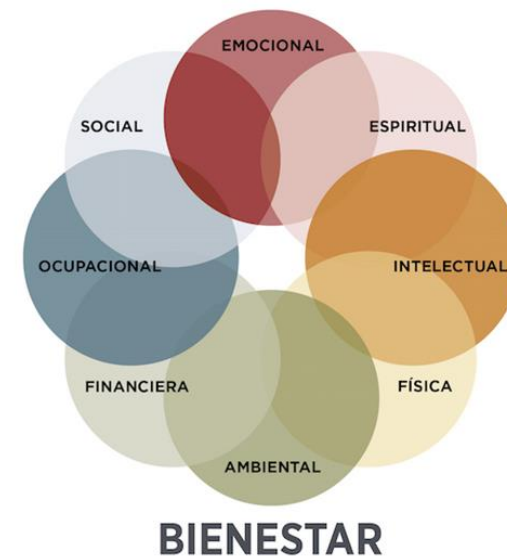 EMOCIONAL
SOCIAL
ESPIRITUAL
OCUPACIONAL
INTELECTUAL
FINANCIERA
FÍSICA
AMBIENTAL
BIENESTAR